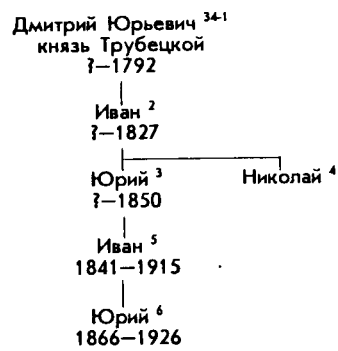 Дмитрий Юрьевич 34-1
князь Трубецкой
?—1792
Иван 2
?—1827
Юрий 3 Николай 4
?—1850
Иван 5
1841—1915
Юрий 6
1866—1926